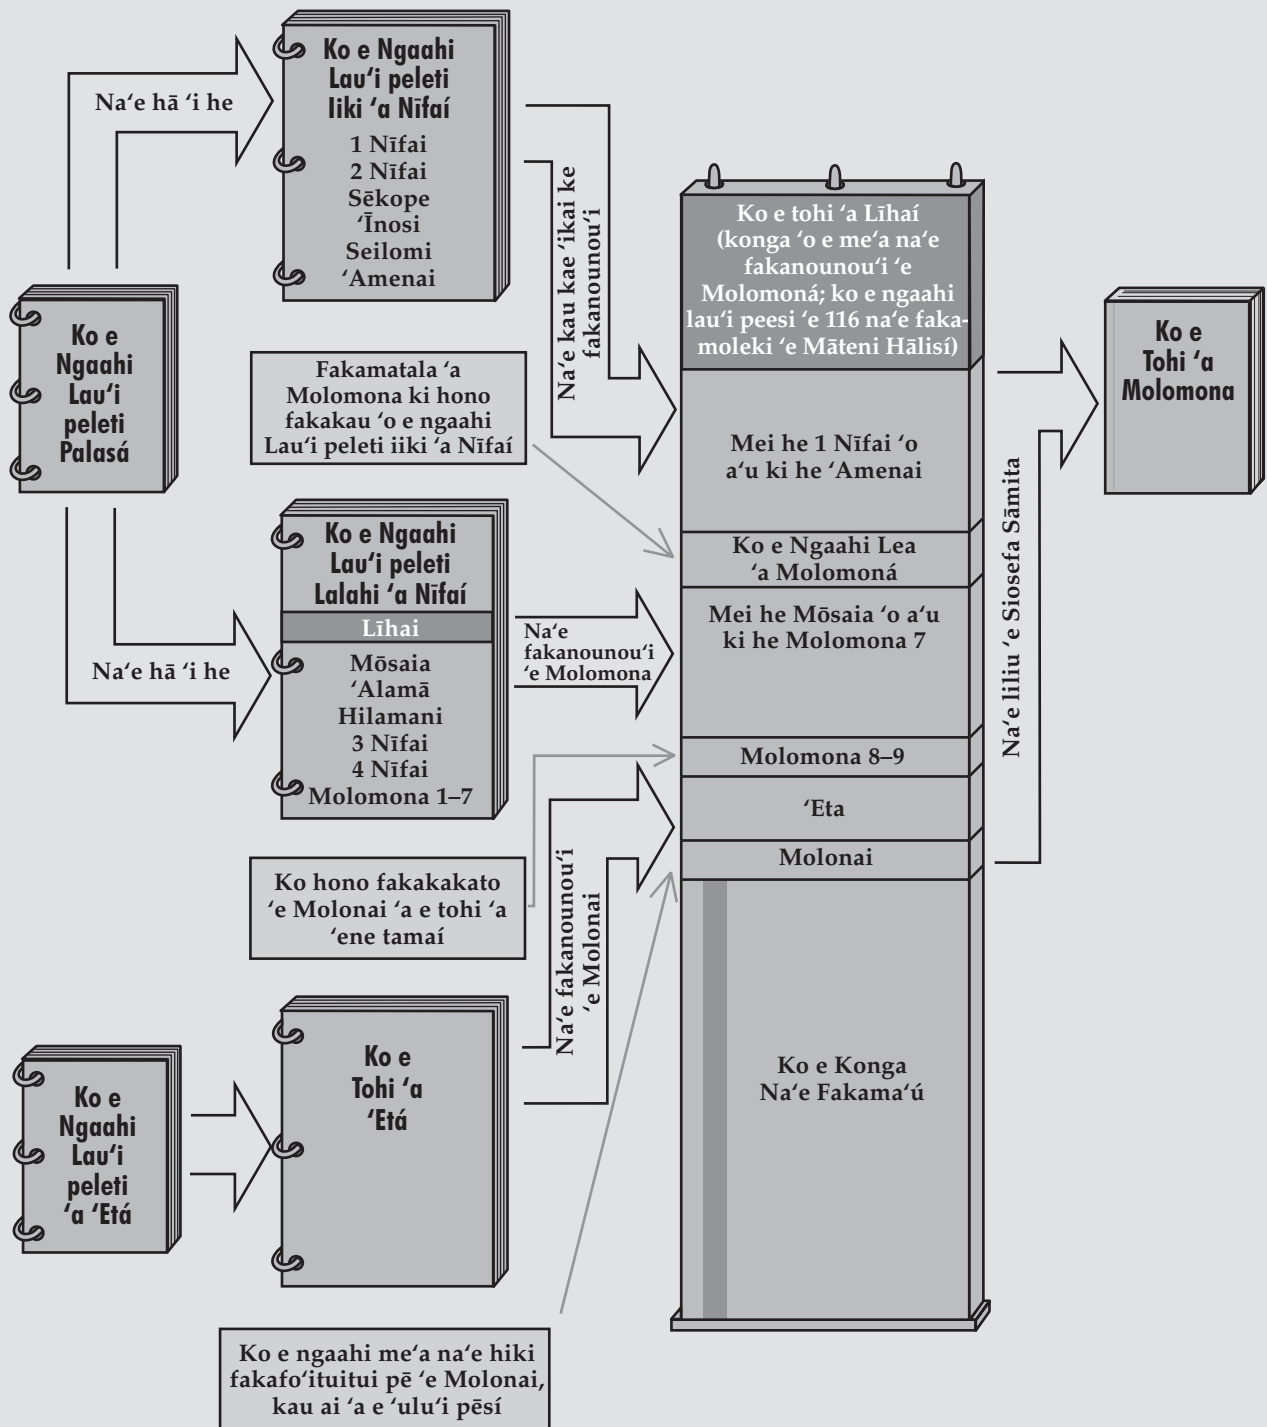 Ko e
Ngaahi
Lau‘i
peleti
Palasá
Na‘e hā ‘i he
Ko e Ngaahi
Lau‘i peleti
Iiki ‘a Nīfaí
1 Nīfai
2 Nīfai
Sēkope
‘Īnosi
Seilomi
‘Amenai
Na‘e kau kae ‘ikai ke
fakanounou‘i
Fakamatala ‘a
Molomona ki hono
fakakau ‘o e ngaahi
Lau‘i peleti iiki ‘a Nīfaí
Na‘e hā ‘i he
Ko e Ngaahi
Lau‘i peleti
Lalahi ‘a Nīfaí
Līhai
Mōsaia
‘Alamā
Hilamani
3 Nīfai
4 Nīfai
Molomona 1–7
Na‘e
fakanounou‘i
‘e Molomona
Ko hono fakakakato
‘e Molonai ‘a e tohi ‘a
‘ene tamaí
Ko e
Ngaahi
Lau‘i
peleti
‘a ‘Etá
Ko e
Tohi ‘a
‘Etá
Na‘e fakanounou‘i
‘e Molonai
Ko e ngaahi me‘a na‘e hiki
fakafo‘ituitui pē ‘e Molonai,
kau ai ‘a e ‘ulu‘i pēsí
Ko e tohi ‘a Līhaí
(konga ‘o e me‘a na‘e
fakanounou‘i ‘e
Molomoná; ko e ngaahi
lau‘i peesi ‘e 116 na‘e faka-
moleki ‘e Māteni Hālisí)
Mei he 1 Nīfai ‘o
a‘u ki he ‘Amenai
Ko e Ngaahi Lea
‘a Molomoná
Mei he Mōsaia ‘o a‘u
ki he Molomona 7
Molomona 8–9
‘Eta
Molonai
Ko e Konga
Na‘e Fakama‘ú
Na‘e liliu ‘e Siosefa Sāmita
Ko e
Tohi ‘a
Molomona